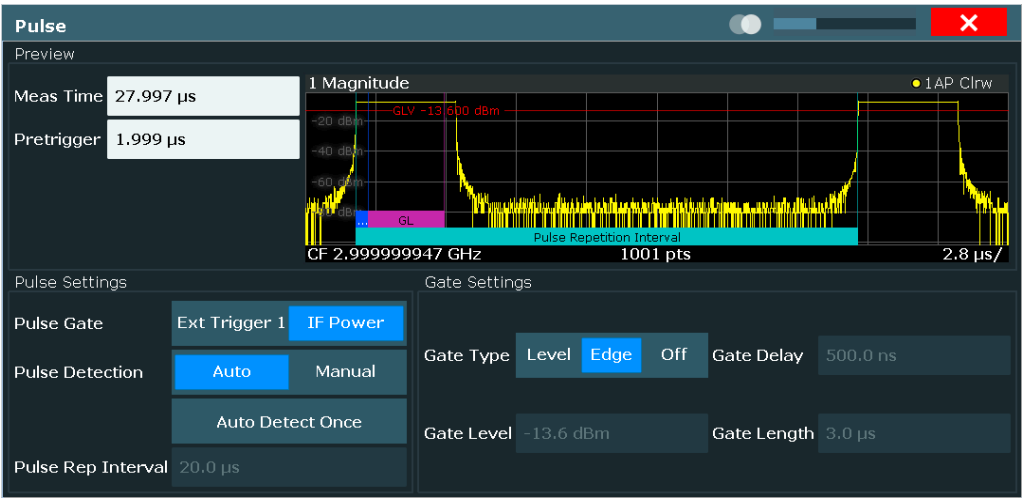 Pulse
Preview
Meas Time 27.997 µs
Pretrigger 1.999 µs
1 Magnitude
1AP Clrw
GLV -13.600 dBm
-20 dBm
-40 dBm
-60 dBm
dBm
... GL
Pulse Repetition Interval
CF 2.999999947 GHz 1001 pts 2.8 µs/
Pulse Settings
Pulse Gate Ext Trigger 1 IF Power
Pulse Detection Auto Manual
Auto Detect Once
Pulse Rep Interval 20.0 µs
Gate Settings
Gate Type Level Edge Off Gate Delay 500.0 ns
Gate Level -13.6 dBm Gate Length 3.0 µs